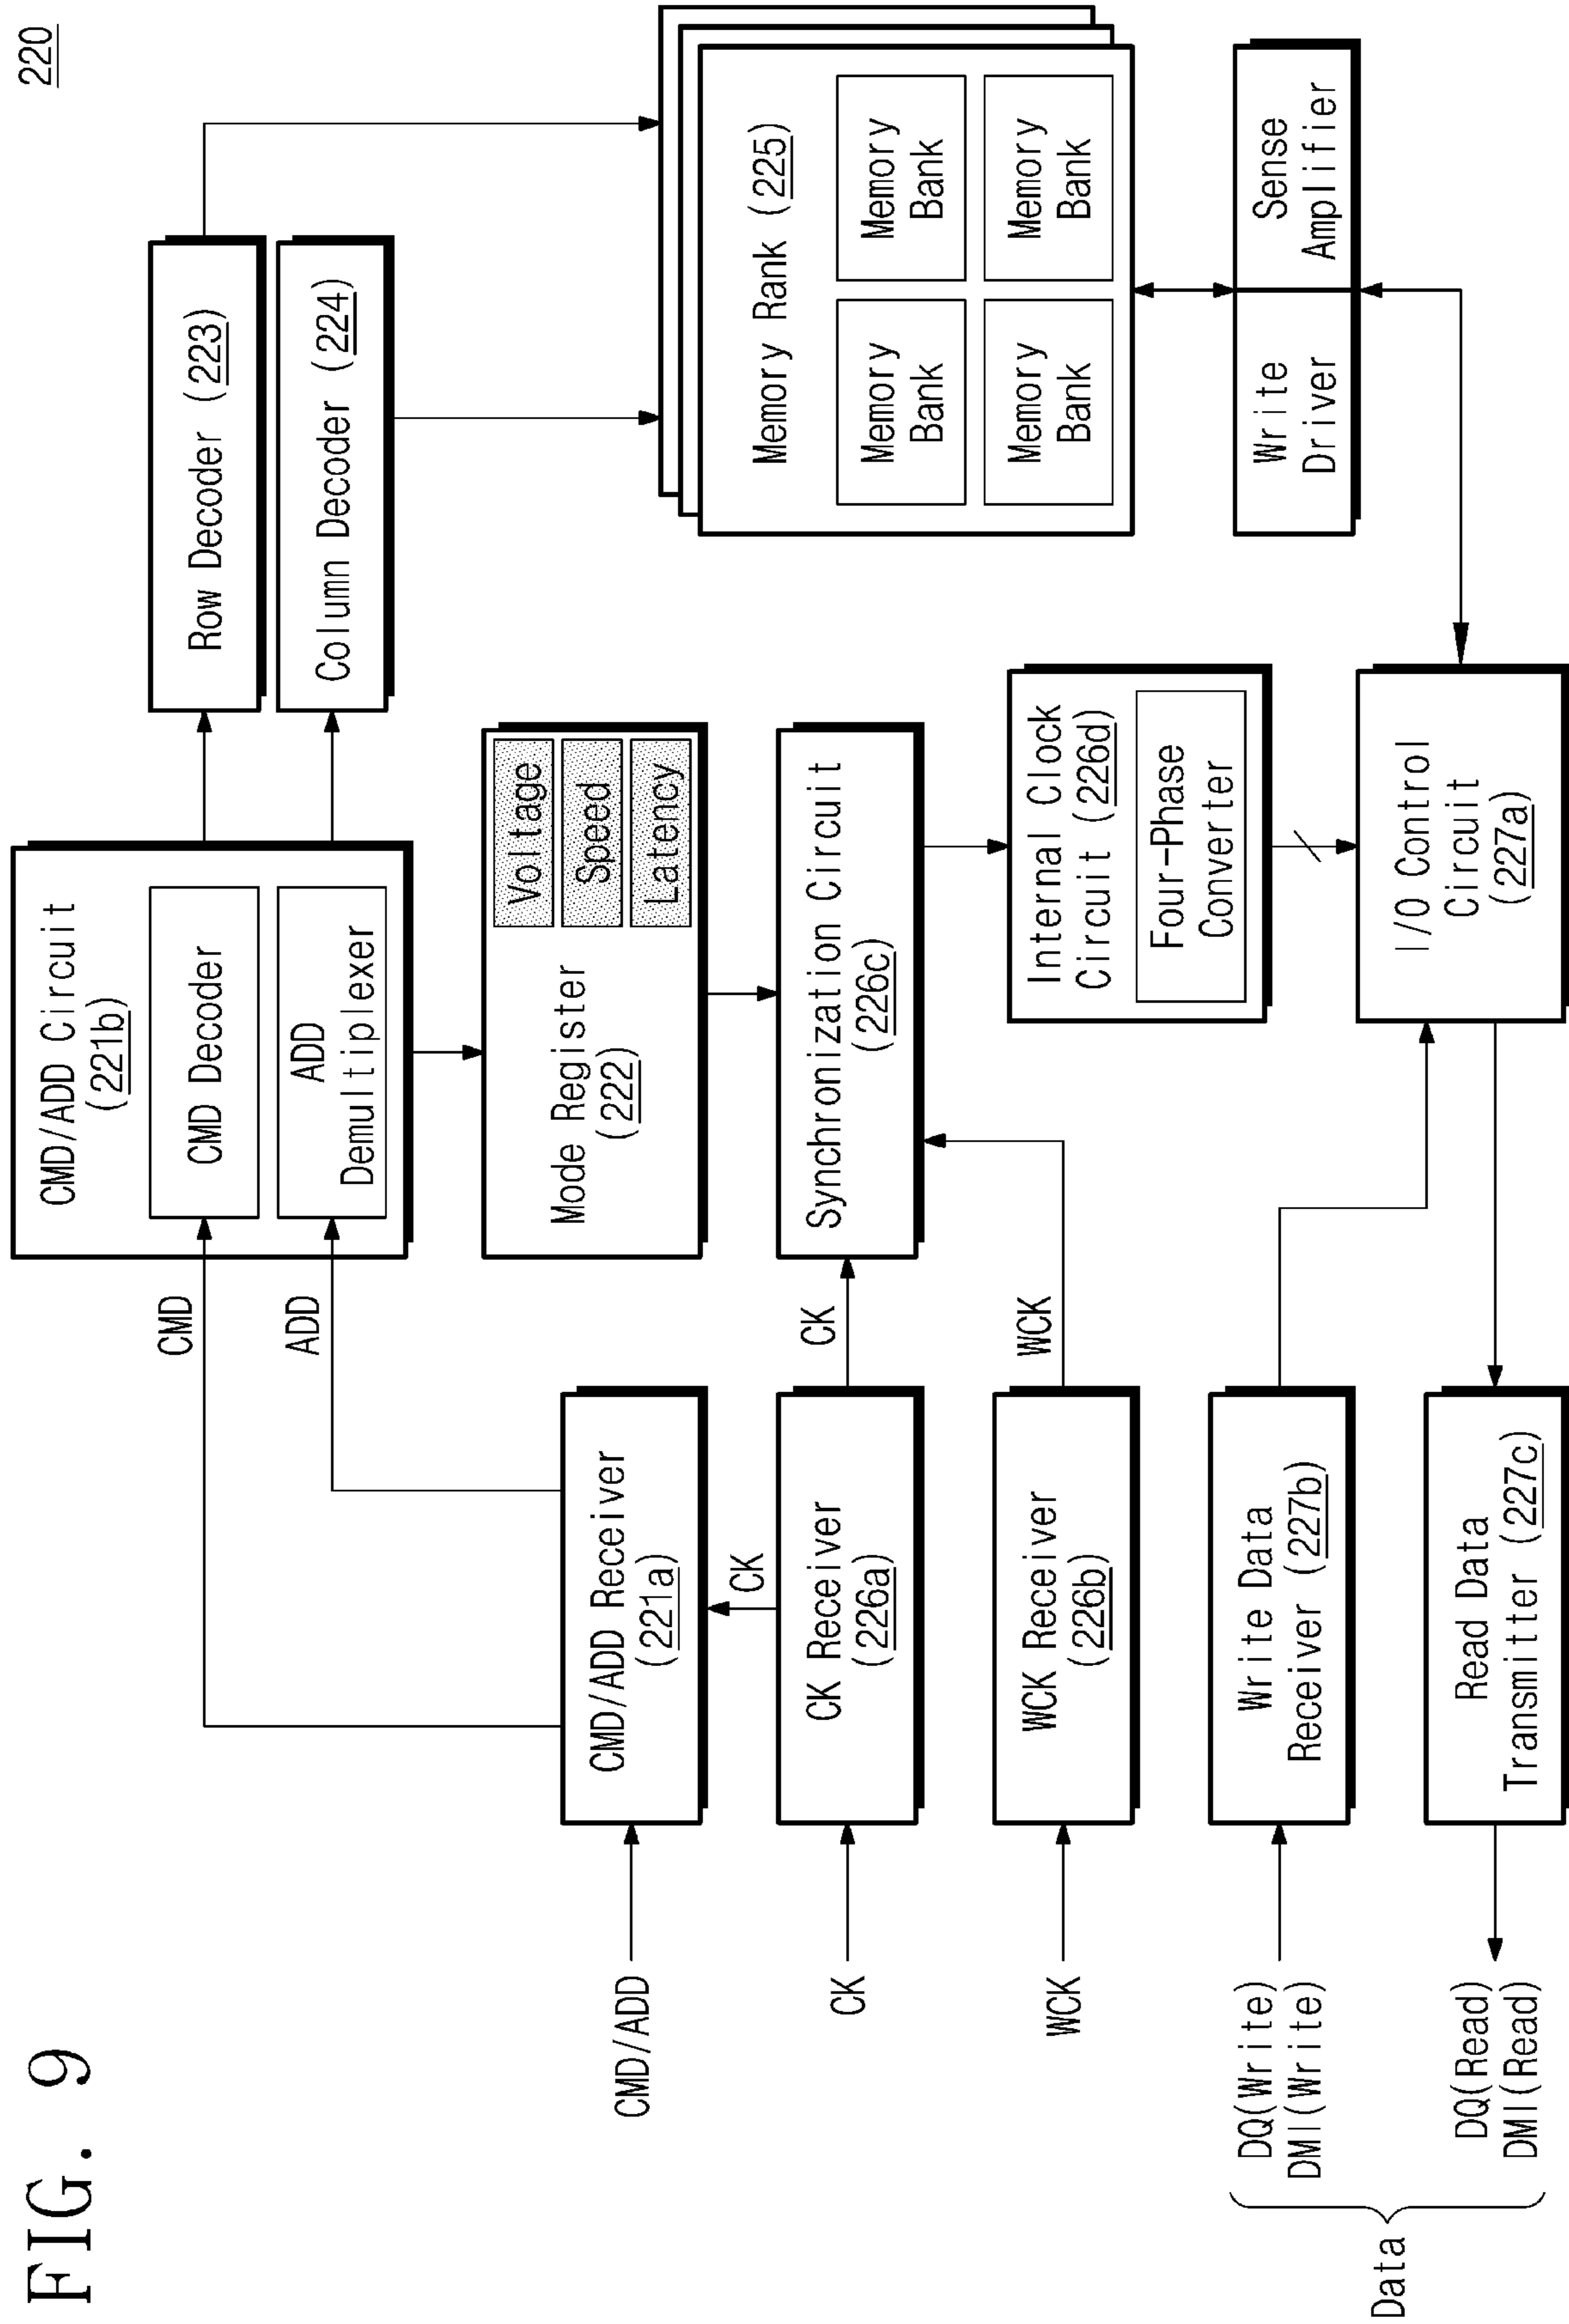 FIG. 9
220
CMD/ADD Circuit
(221b)
CMD Decoder
ADD
Demultiplexer
CMD
ADD
Row Decoder (223)
Column Decoder (224)
Mode Register
(222)
Voltage
Speed
Latency
CMD/ADD
CMD/ADD Receiver
(221a)
CK
CK
CK Receiver
(226a)
CK
Synchronization Circuit
(226c)
WCK
WCK Receiver
(226b)
WCK
Memory Rank (225)
Memory
Bank
Memory
Bank
Memory
Bank
Memory
Bank
Internal Clock
Circuit (226d)
Four-Phase
Converter
Write
Driver
Sense
Amplifier
Data
DQ(Write)
DMI(Write)
Write Data
Receiver (227b)
I/O Control
Circuit
(227a)
DQ(Read)
DMI(Read)
Read Data
Transmitter (227c)